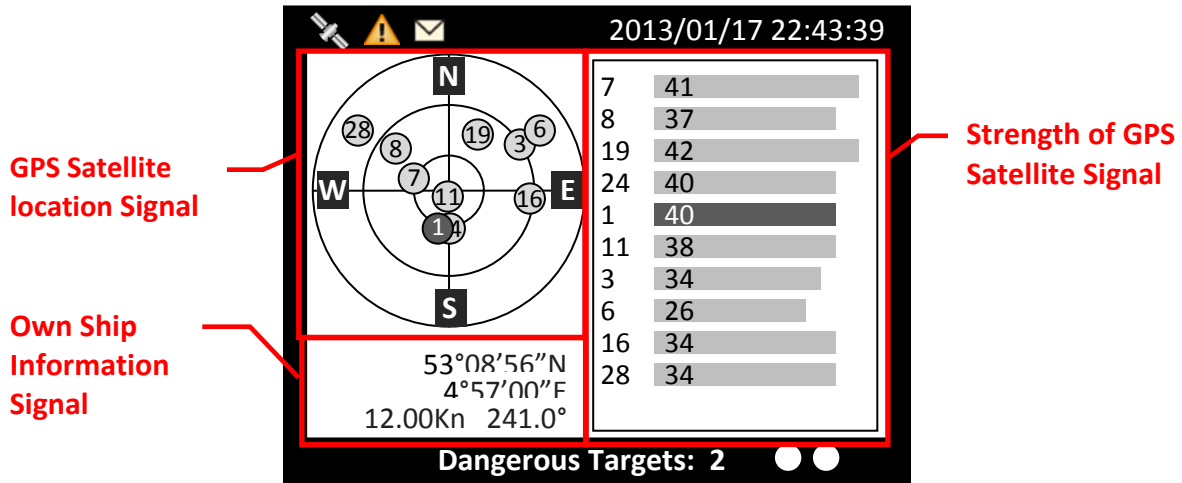 2013/01/17 22:43:39
GPS Satellite
location Signal
Own Ship
Information
Signal
N
28
8
19
3
6
7
W
11
16
E
1
4
S
53°08’56”N
4°57’00”E
12.00Kn 241.0°
7 41
8 37
19 42
24 40
1 40
11 38
3 34
6 26
16 34
28 34
Strength of GPS
Satellite Signal
Dangerous Targets: 2